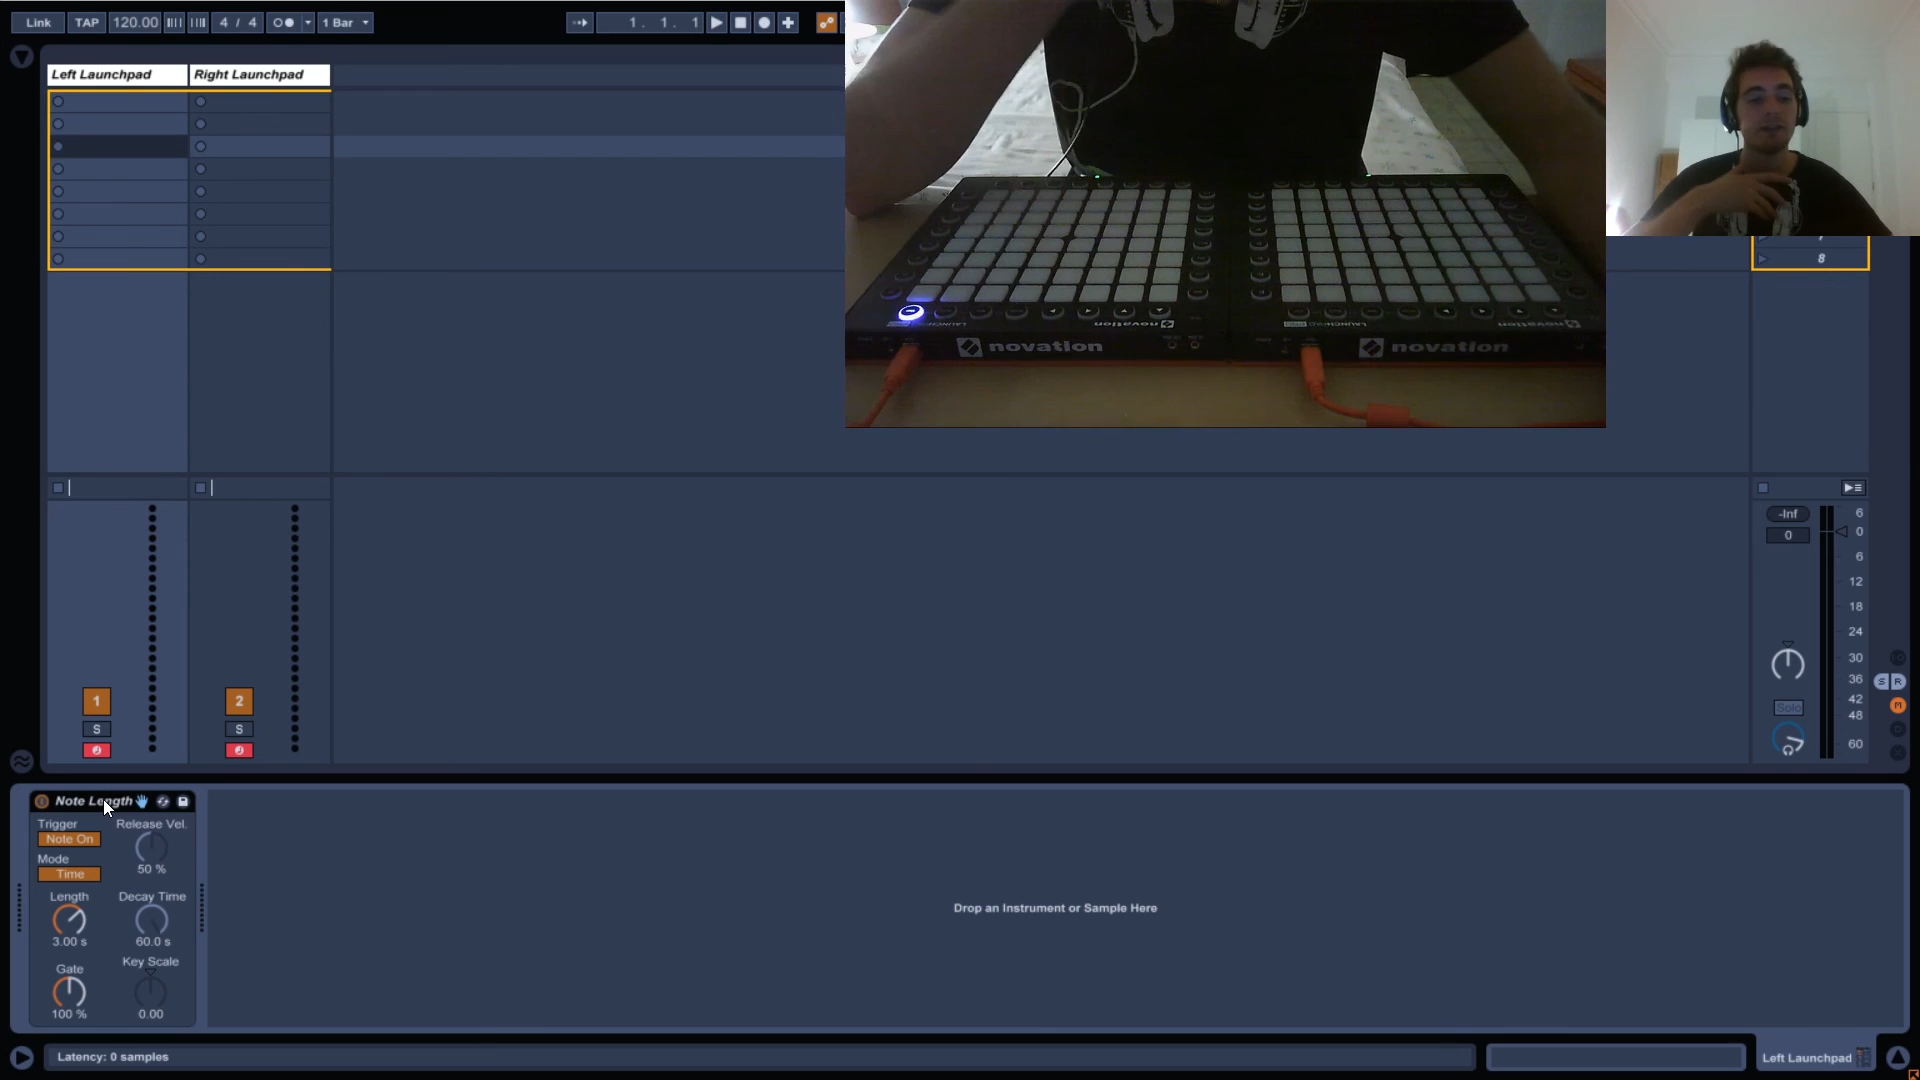 Link TAP 120.00 4 / 4 1 Bar 1. 1. 1
Left Launchpad Right Launchpad
8
novation novation
novation novation
-Inf 6
0 0
6
12
18
24
30
36 S R
1 2 Solo 42 M
S S 48
60
Note Length
Trigger Release Vel.
Note On
Mode 50 %
Time
Length Decay Time
3.00 s 60.0 s
Gate Key Scale
100 % 0.00
Drop an Instrument or Sample Here
Latency: 0 samples Left Launchpad